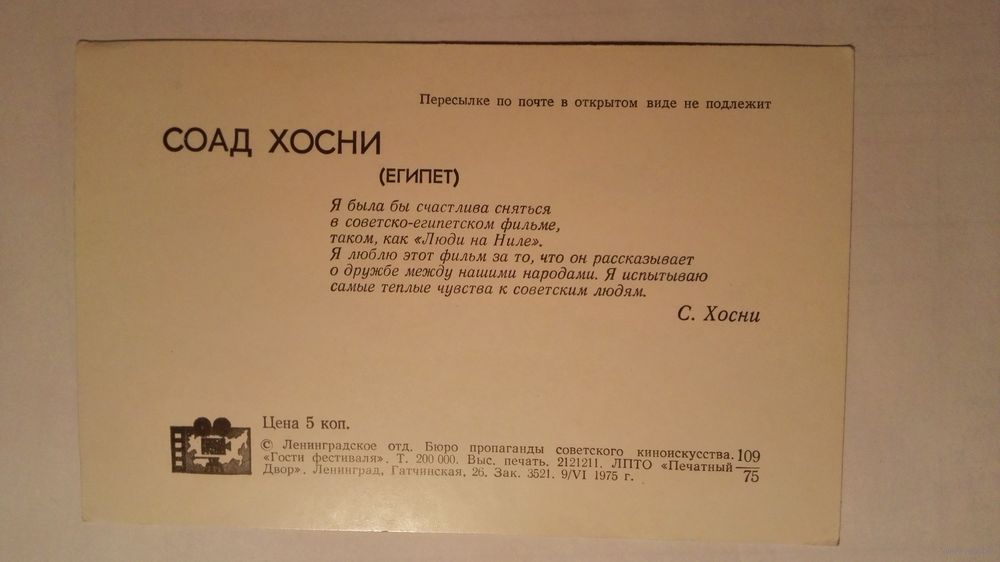 Пересылке по почте в открытом виде не подлежит
СОАД ХОСНИ
(ЕГИПЕТ)
Я была бы счастлива сняться
в советско-египетском фильме,
таком, как «Люди на Ниле».
Я люблю этот фильм за то, что он рассказывает
о дружбе между нашими народами. Я испытываю
самые теплые чувства к советским людям.
С. Хосни
Цена 5 коп.
© Ленинградское отд. Бюро пропаганды советского киноискусства. 109
«Гости фестиваля». Т. 200 000. Выс. печать. 2121211. ЛПТО «Печатный
Двор». Ленинград, Гатчинская, 26. Зак. 3521. 9/VI 1975 г. 75